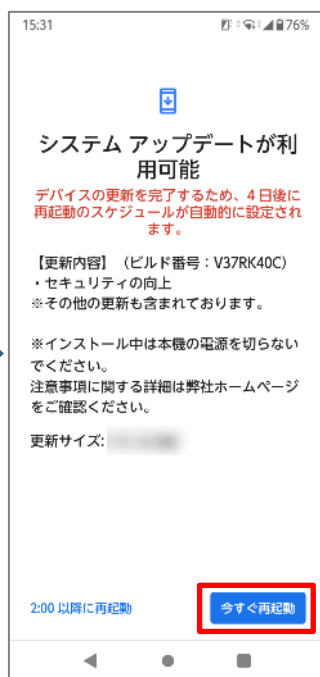 15:31
76%
システム アップデートが利
用可能
デバイスの更新を完了するため、4 日後に
再起動のスケジュールが自動的に設定され
ます。
【更新内容】（ビルド番号：V37RK40C）
・セキュリティの向上
※その他の更新も含まれております。
※インストール中は本機の電源を切らない
でください。
注意事項に関する詳細は弊社ホームページ
をご確認ください。
更新サイズ:
2:00 以降に再起動
今すぐ再起動